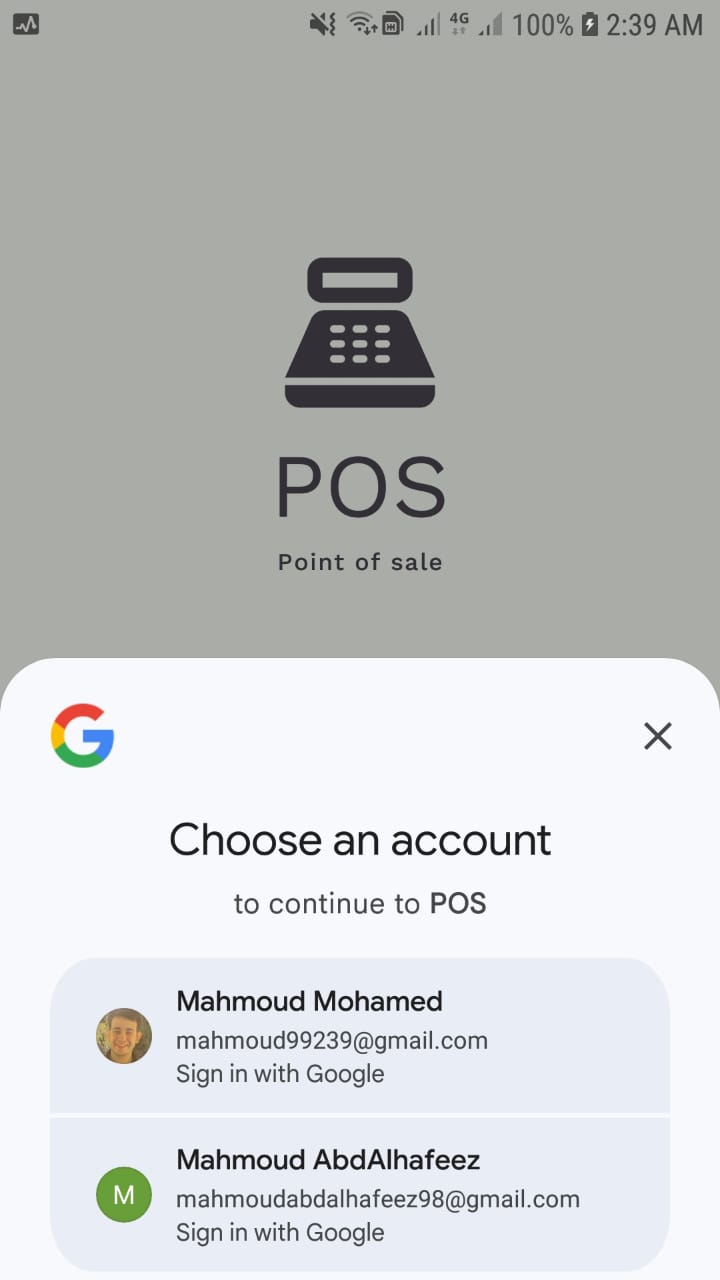 4G 100% 2:39 AM
POS
Point of sale
G
Choose an account
to continue to POS
Mahmoud Mohamed
mahmoud99239@gmail.com
Sign in with Google
M
Mahmoud AbdAlhafeez
mahmoudabdalhafeez98@gmail.com
Sign in with Google